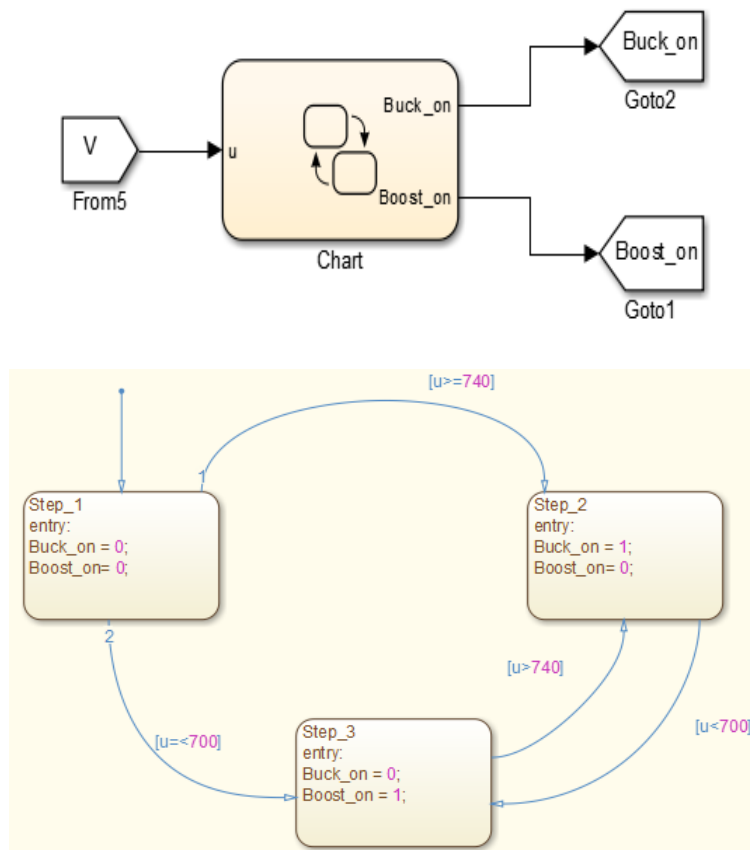 Buck_on
Goto2
V
From5
u
Buck_on
Boost_on
Chart
Boost_on
Goto1
[u>=740]
1
Step_1
entry:
Buck_on = 0;
Boost_on= 0;
2
Step_2
entry:
Buck_on = 1;
Boost_on= 0;
[u>740]
[u<700]
[u=<700]
Step_3
entry:
Buck_on = 0;
Boost_on = 1;